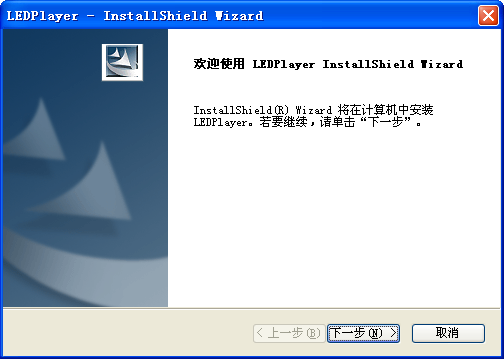 LEDPlayer - InstallShield Wizard
欢迎使用 LEDPlayer InstallShield Wizard
InstallShield(R) Wizard 将在计算机中安装
LEDPlayer。若要继续，请单击“下一步”。
< 上一步(B)
下一步(N) >
取消